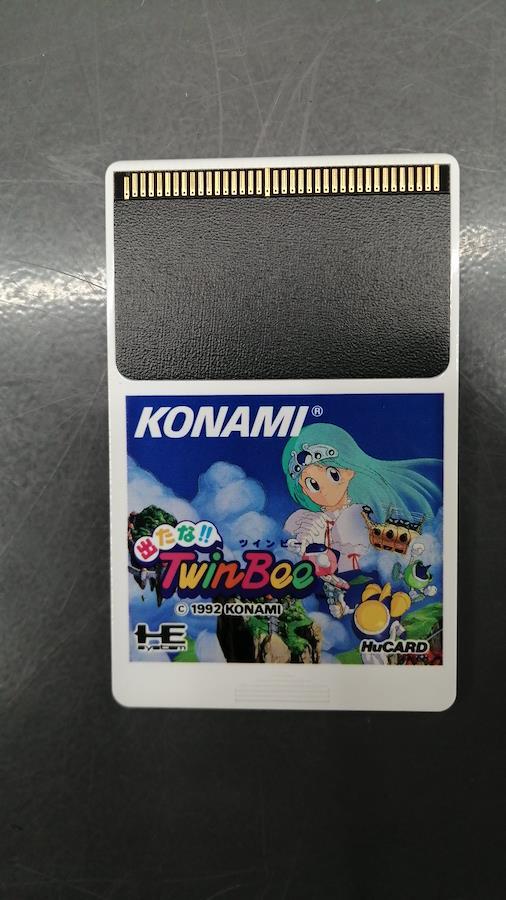 KONAMI®
出たな!!
ツインビー
TwinBee
© 1992 KONAMI
HE
system
HuCARD